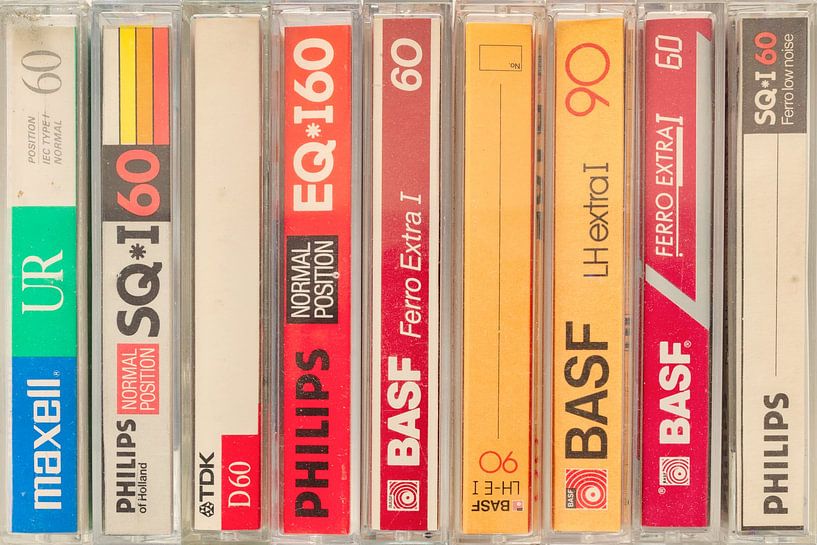 maxell®
UR
POSITION
IEC TYPE I
NORMAL
60
PHILIPS
of Holland
NORMAL
POSITION
SQ*I 60
TDK
D60
PHILIPS
NORMAL
POSITION
EQ*I60
BASF
Ferro Extra I
60
No.
90
LH-E I
BASF
BASF
BASF
LH extra I
90
BASF®
FERRO EXTRA I
60
PHILIPS
SQ*I 60
Ferro low noise